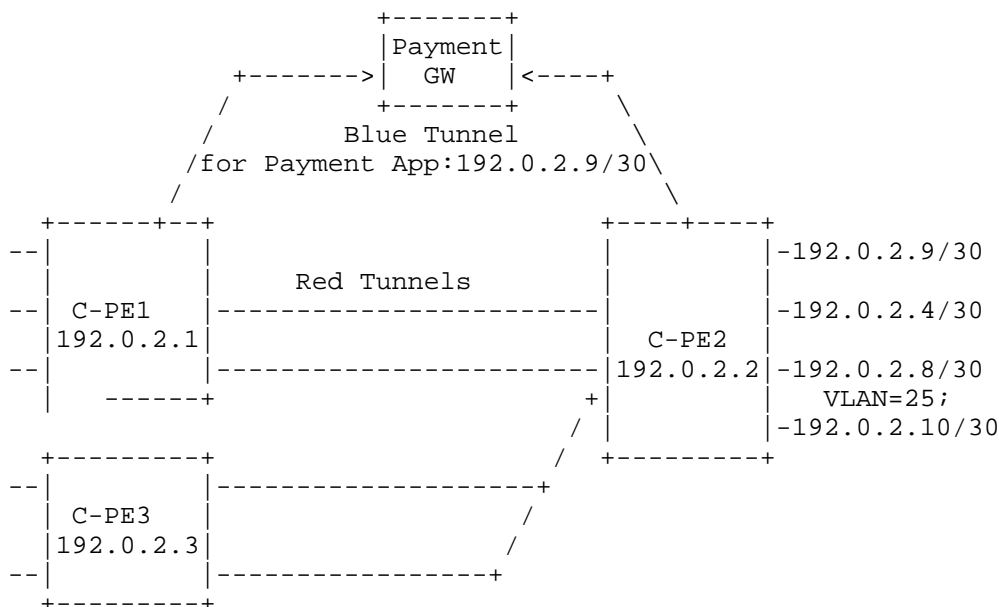 Payment
GW
Blue Tunnel
for Payment App:192.0.2.9/30
-192.0.2.9/30
Red Tunnels
C-PE1
-192.0.2.4/30
192.0.2.1
C-PE2
192.0.2.2
-192.0.2.8/30
VLAN=25;
-192.0.2.10/30
C-PE3
192.0.2.3